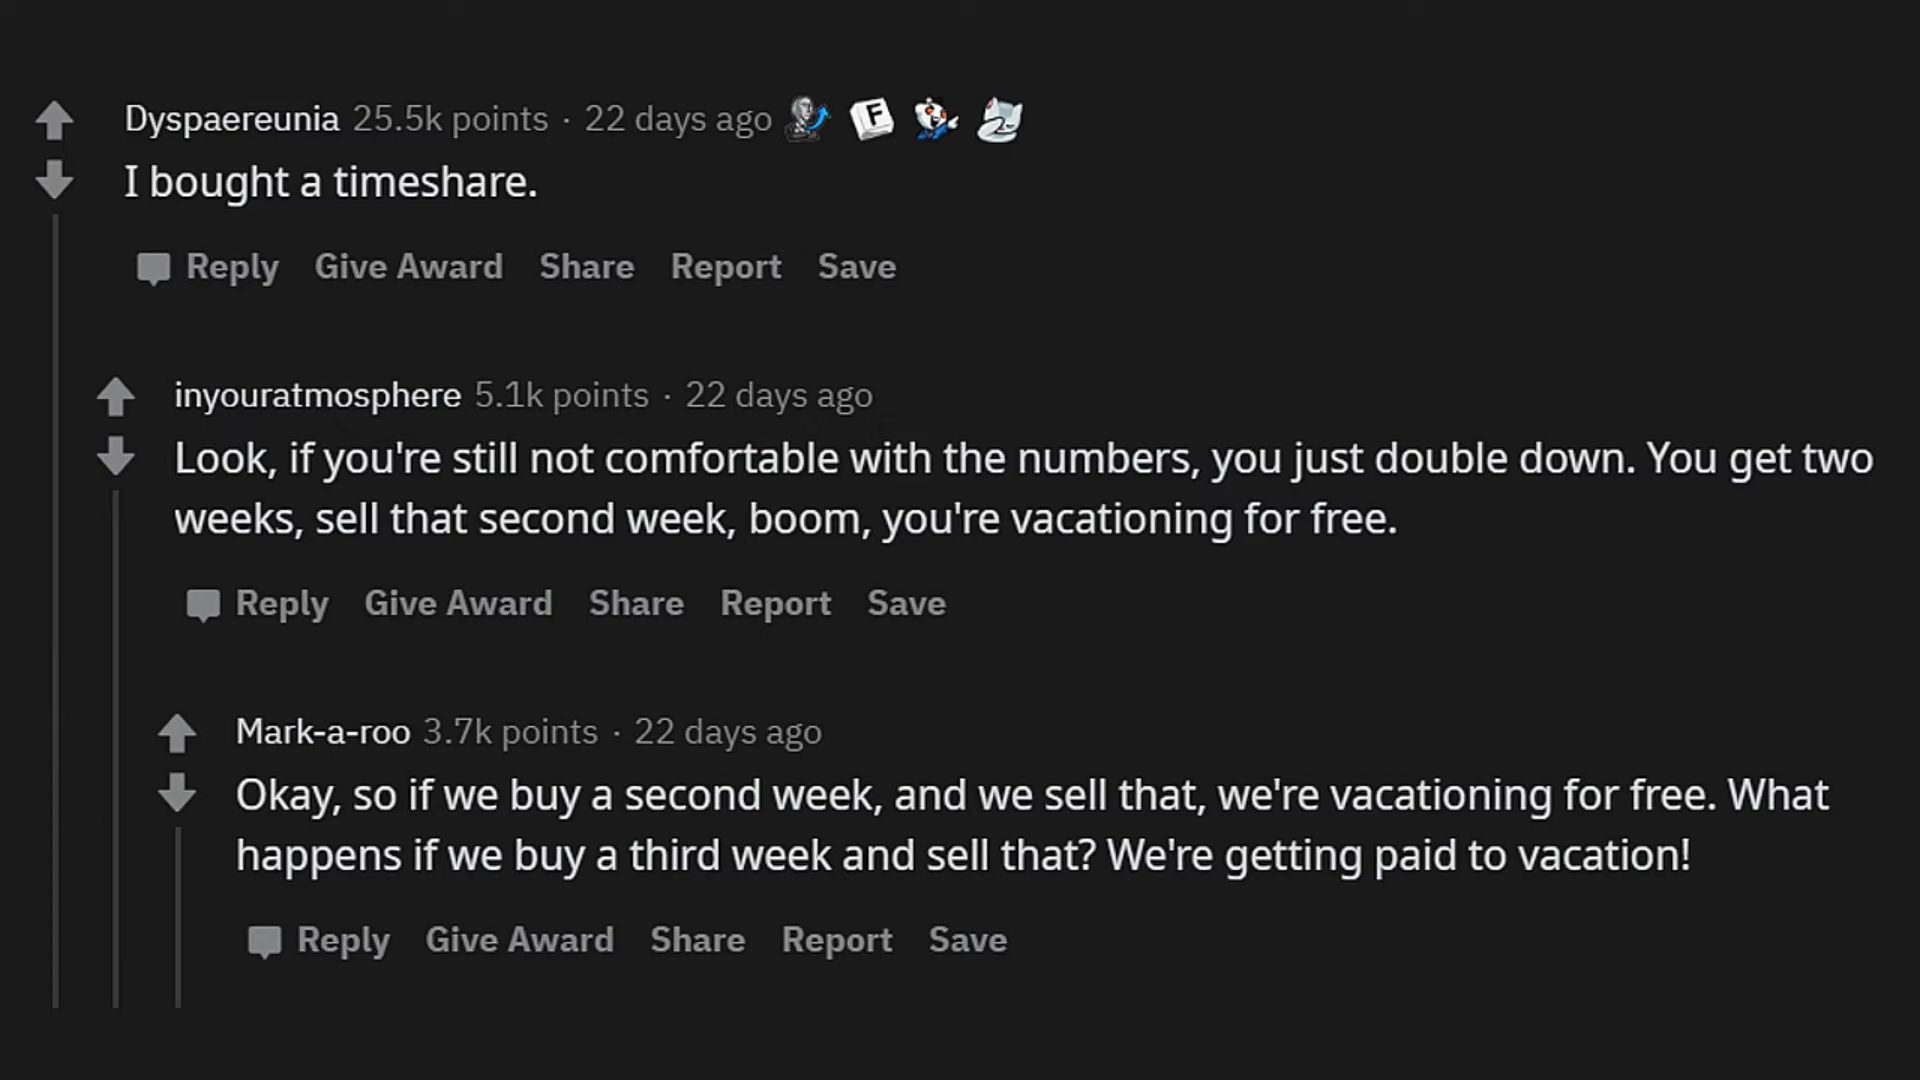 Dyspaereunia 25.5k points · 22 days ago F
I bought a timeshare.
Reply Give Award Share Report Save
inyouratmosphere 5.1k points · 22 days ago
Look, if you're still not comfortable with the numbers, you just double down. You get two
weeks, sell that second week, boom, you're vacationing for free.
Reply Give Award Share Report Save
Mark-a-roo 3.7k points · 22 days ago
Okay, so if we buy a second week, and we sell that, we're vacationing for free. What
happens if we buy a third week and sell that? We're getting paid to vacation!
Reply Give Award Share Report Save